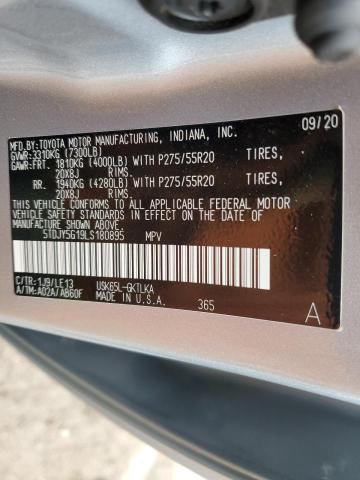 MFD.BY:TOYOTA MOTOR MANUFACTURING, INDIANA, INC. 09/20
GVWR:3310KG (7300LB)
GAWR:FRT. 1810KG (4000LB) WITH P275/55R20 TIRES,
20X8J RIMS.
RR. 1940KG (4280LB) WITH P275/55R20 TIRES,
20X8J RIMS.
THIS VEHICLE CONFORMS TO ALL APPLICABLE FEDERAL MOTOR
VEHICLE SAFETY STANDARDS IN EFFECT ON THE DATE OF
MANUFACTURE SHOWN ABOVE.
5TDJY5G19LS180895 MPV
C/TR:1J9/LE13 USK65L-GKTLKA
A/TM:A02A/AB60F MADE IN U.S.A. 365 A